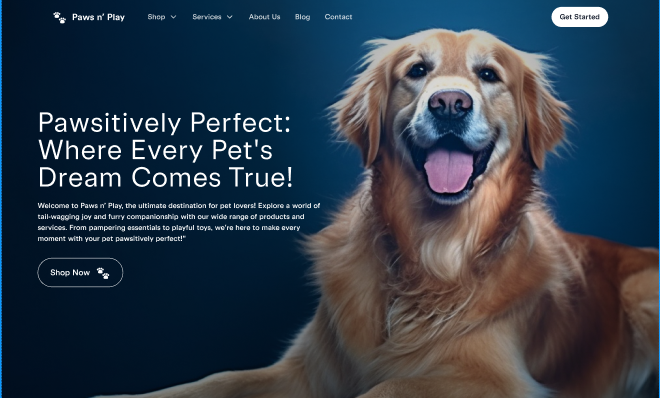 Paws n' Play
Shop
Services
About Us
Blog
Contact
Get Started
Pawsitively Perfect:
Where Every Pet's
Dream Comes True!
Welcome to Paws n' Play, the ultimate destination for pet lovers! Explore a world of
tail-wagging joy and furry companionship with our wide range of products and
services. From pampering essentials to playful toys, we're here to make every
moment with your pet pawsitively perfect!"
Shop Now